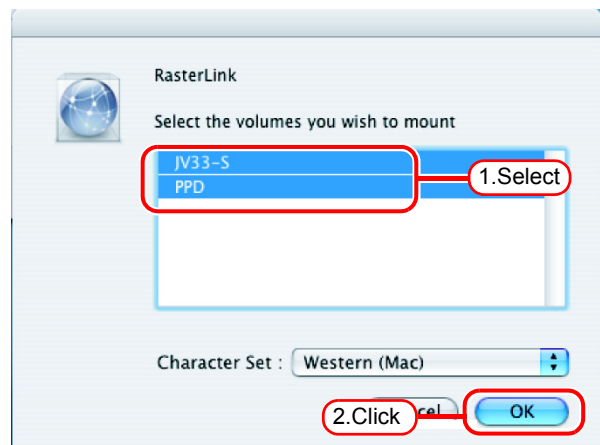 RasterLink
Select the volumes you wish to mount
JV33-S
PPD
1.Select
Character Set : Western (Mac)
2.Click
OK